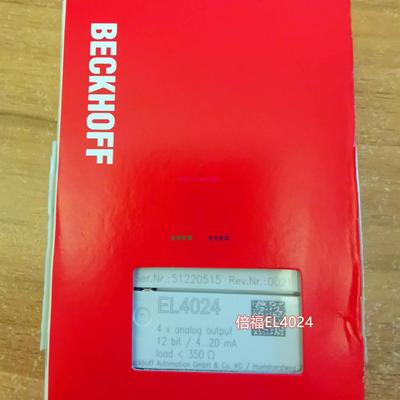 BECKHOFF
Ser.Nr.:51220515 Rev.Nr.:002
EL4024
倍福EL4024
4 x analog output
12 bit / 4...20 mA
load < 350 Ω
Beckhoff Automation GmbH & Co. KG /